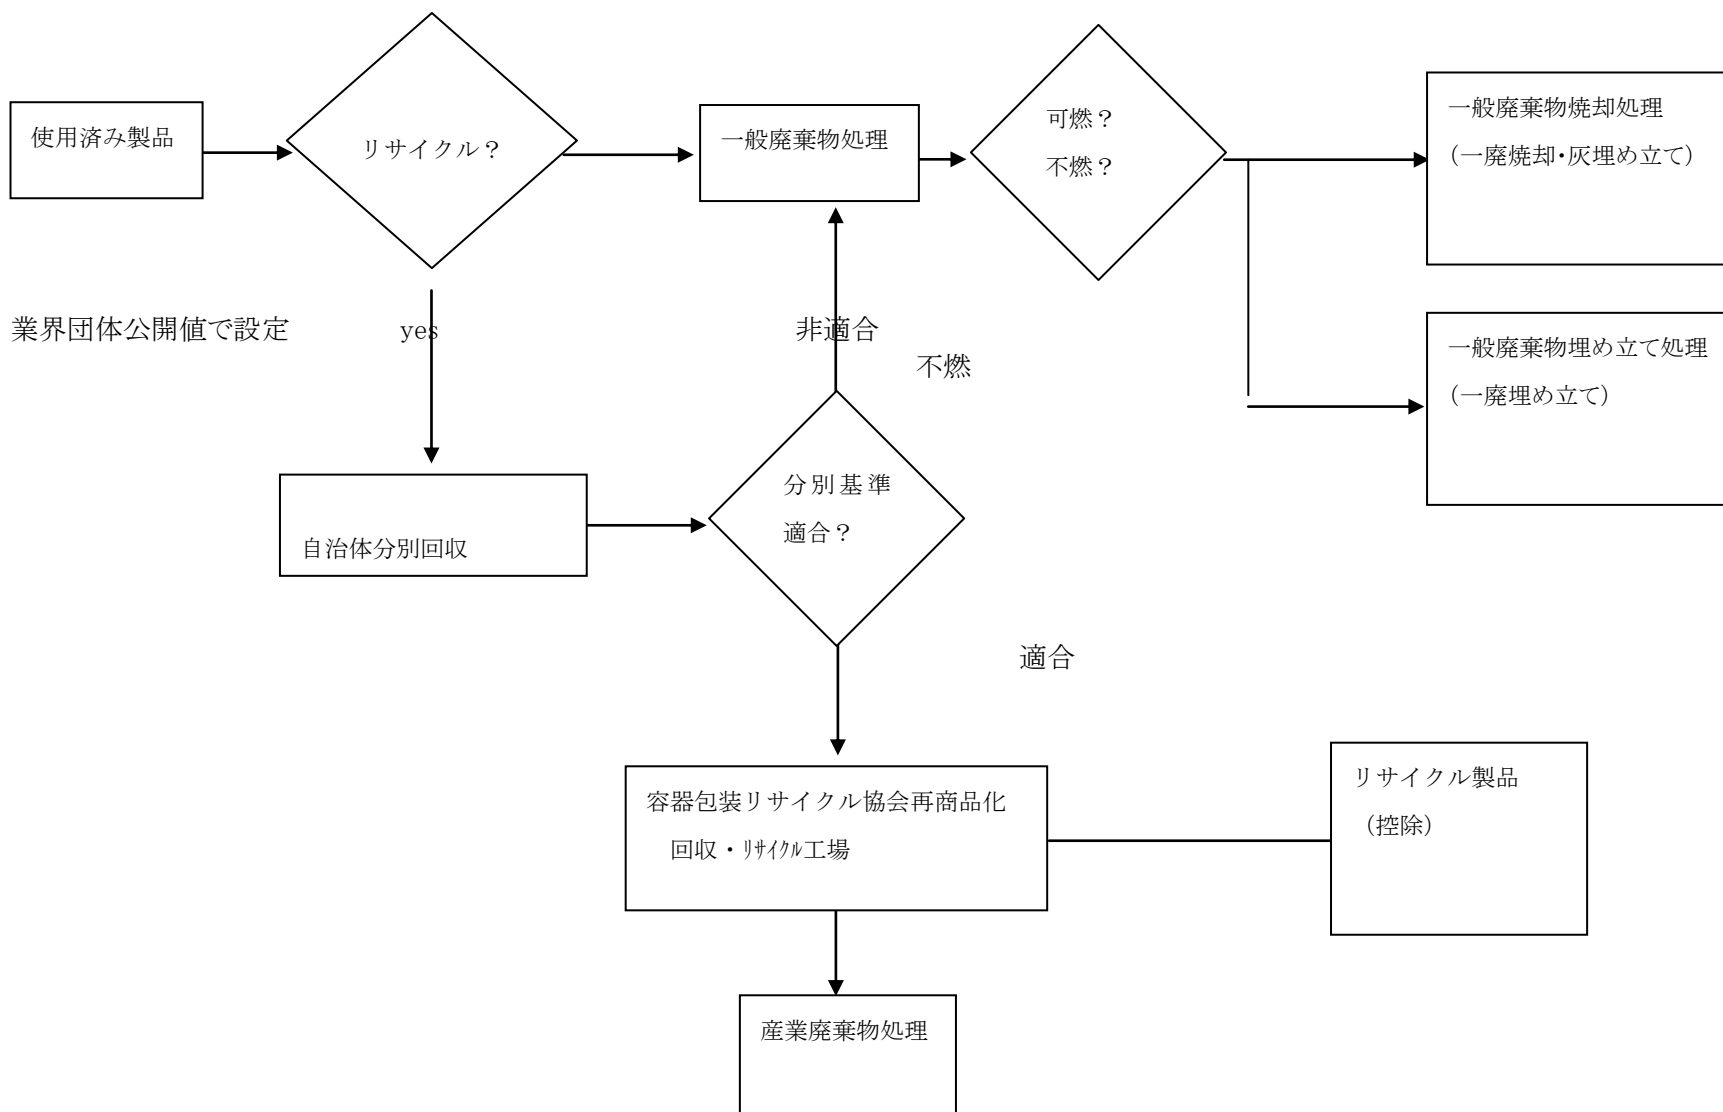 使用済み製品
リサイクル？
一般廃棄物処理
可燃？
不燃？
一般廃棄物焼却処理
（一廃焼却・灰埋め立て）
業界団体公開値で設定
yes
非適合
不燃
一般廃棄物埋め立て処理
（一廃埋め立て）
自治体分別回収
分別基準
適合？
適合
容器包装リサイクル協会再商品化
回収・ﾘｻｲｸﾙ工場
リサイクル製品
（控除）
産業廃棄物処理